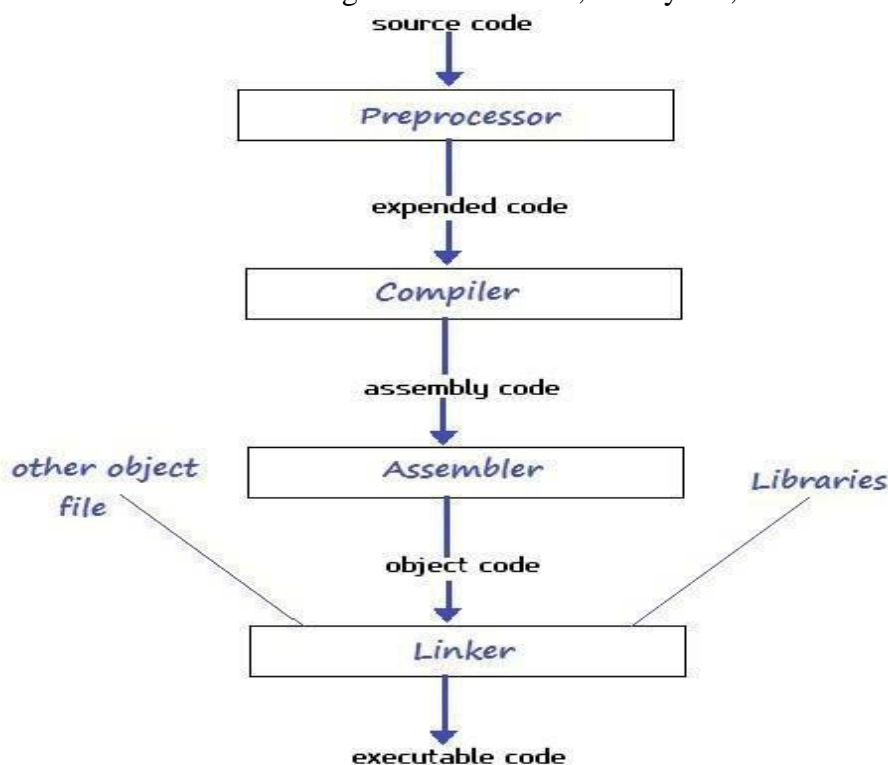 source code
Preprocessor
expended code
Compiler
assembly code
other object
file
Assembler
Libraries
object code
Linker
executable code